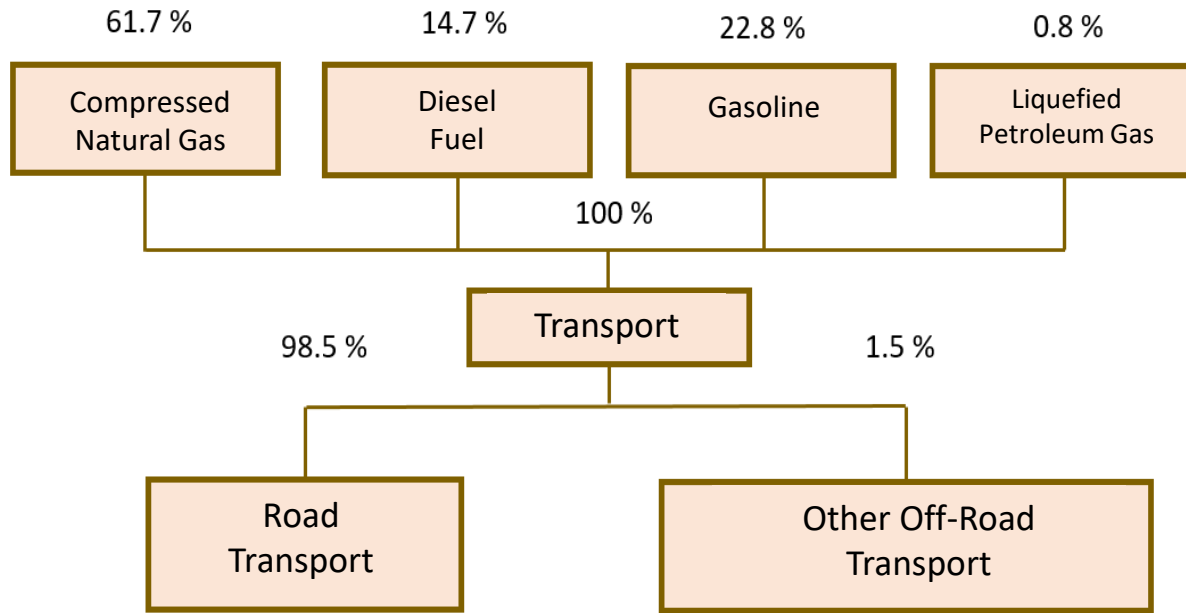 61.7 %
14.7 %
22.8 %
0.8 %
Compressed
Natural Gas
Diesel
Fuel
Gasoline
Liquefied
Petroleum Gas
100 %
Transport
98.5 %
1.5 %
Road
Transport
Other Off-Road
Transport